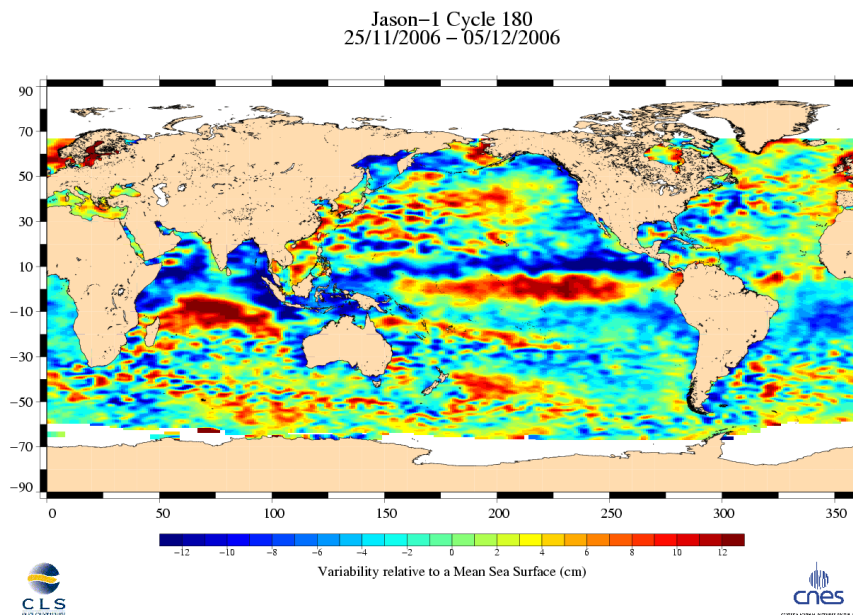 Jason−1 Cycle 180
25/11/2006 − 05/12/2006
90
70
50
30
10
−10
−30
−50
−70
−90
0 50 100 150 200 250 300 350
−12 −10 −8 −6 −4 −2 0 2 4 6 8 10 12
Variability relative to a Mean Sea Surface (cm)
CLS
cnes